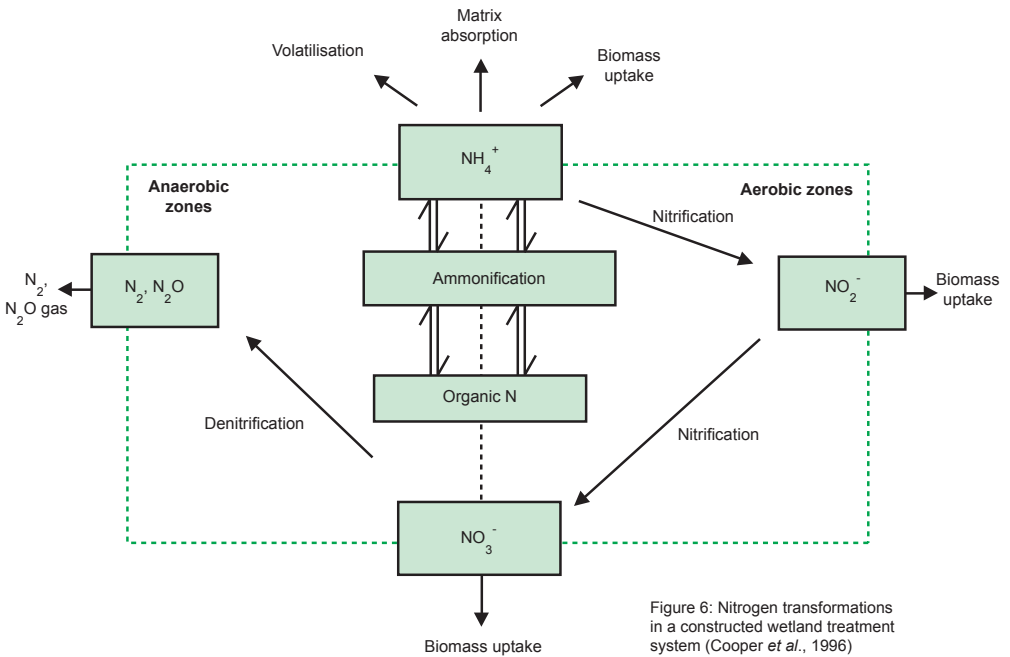 Matrix
absorption
Volatilisation
Biomass
uptake
NH₄⁺
Anaerobic
zones
Aerobic zones
Nitrification
N₂,
N₂O gas
N₂, N₂O
Ammonification
NO₂⁻
Biomass
uptake
Organic N
Denitrification
Nitrification
NO₃⁻
Biomass uptake
Figure 6: Nitrogen transformations
in a constructed wetland treatment
system (Cooper et al., 1996)